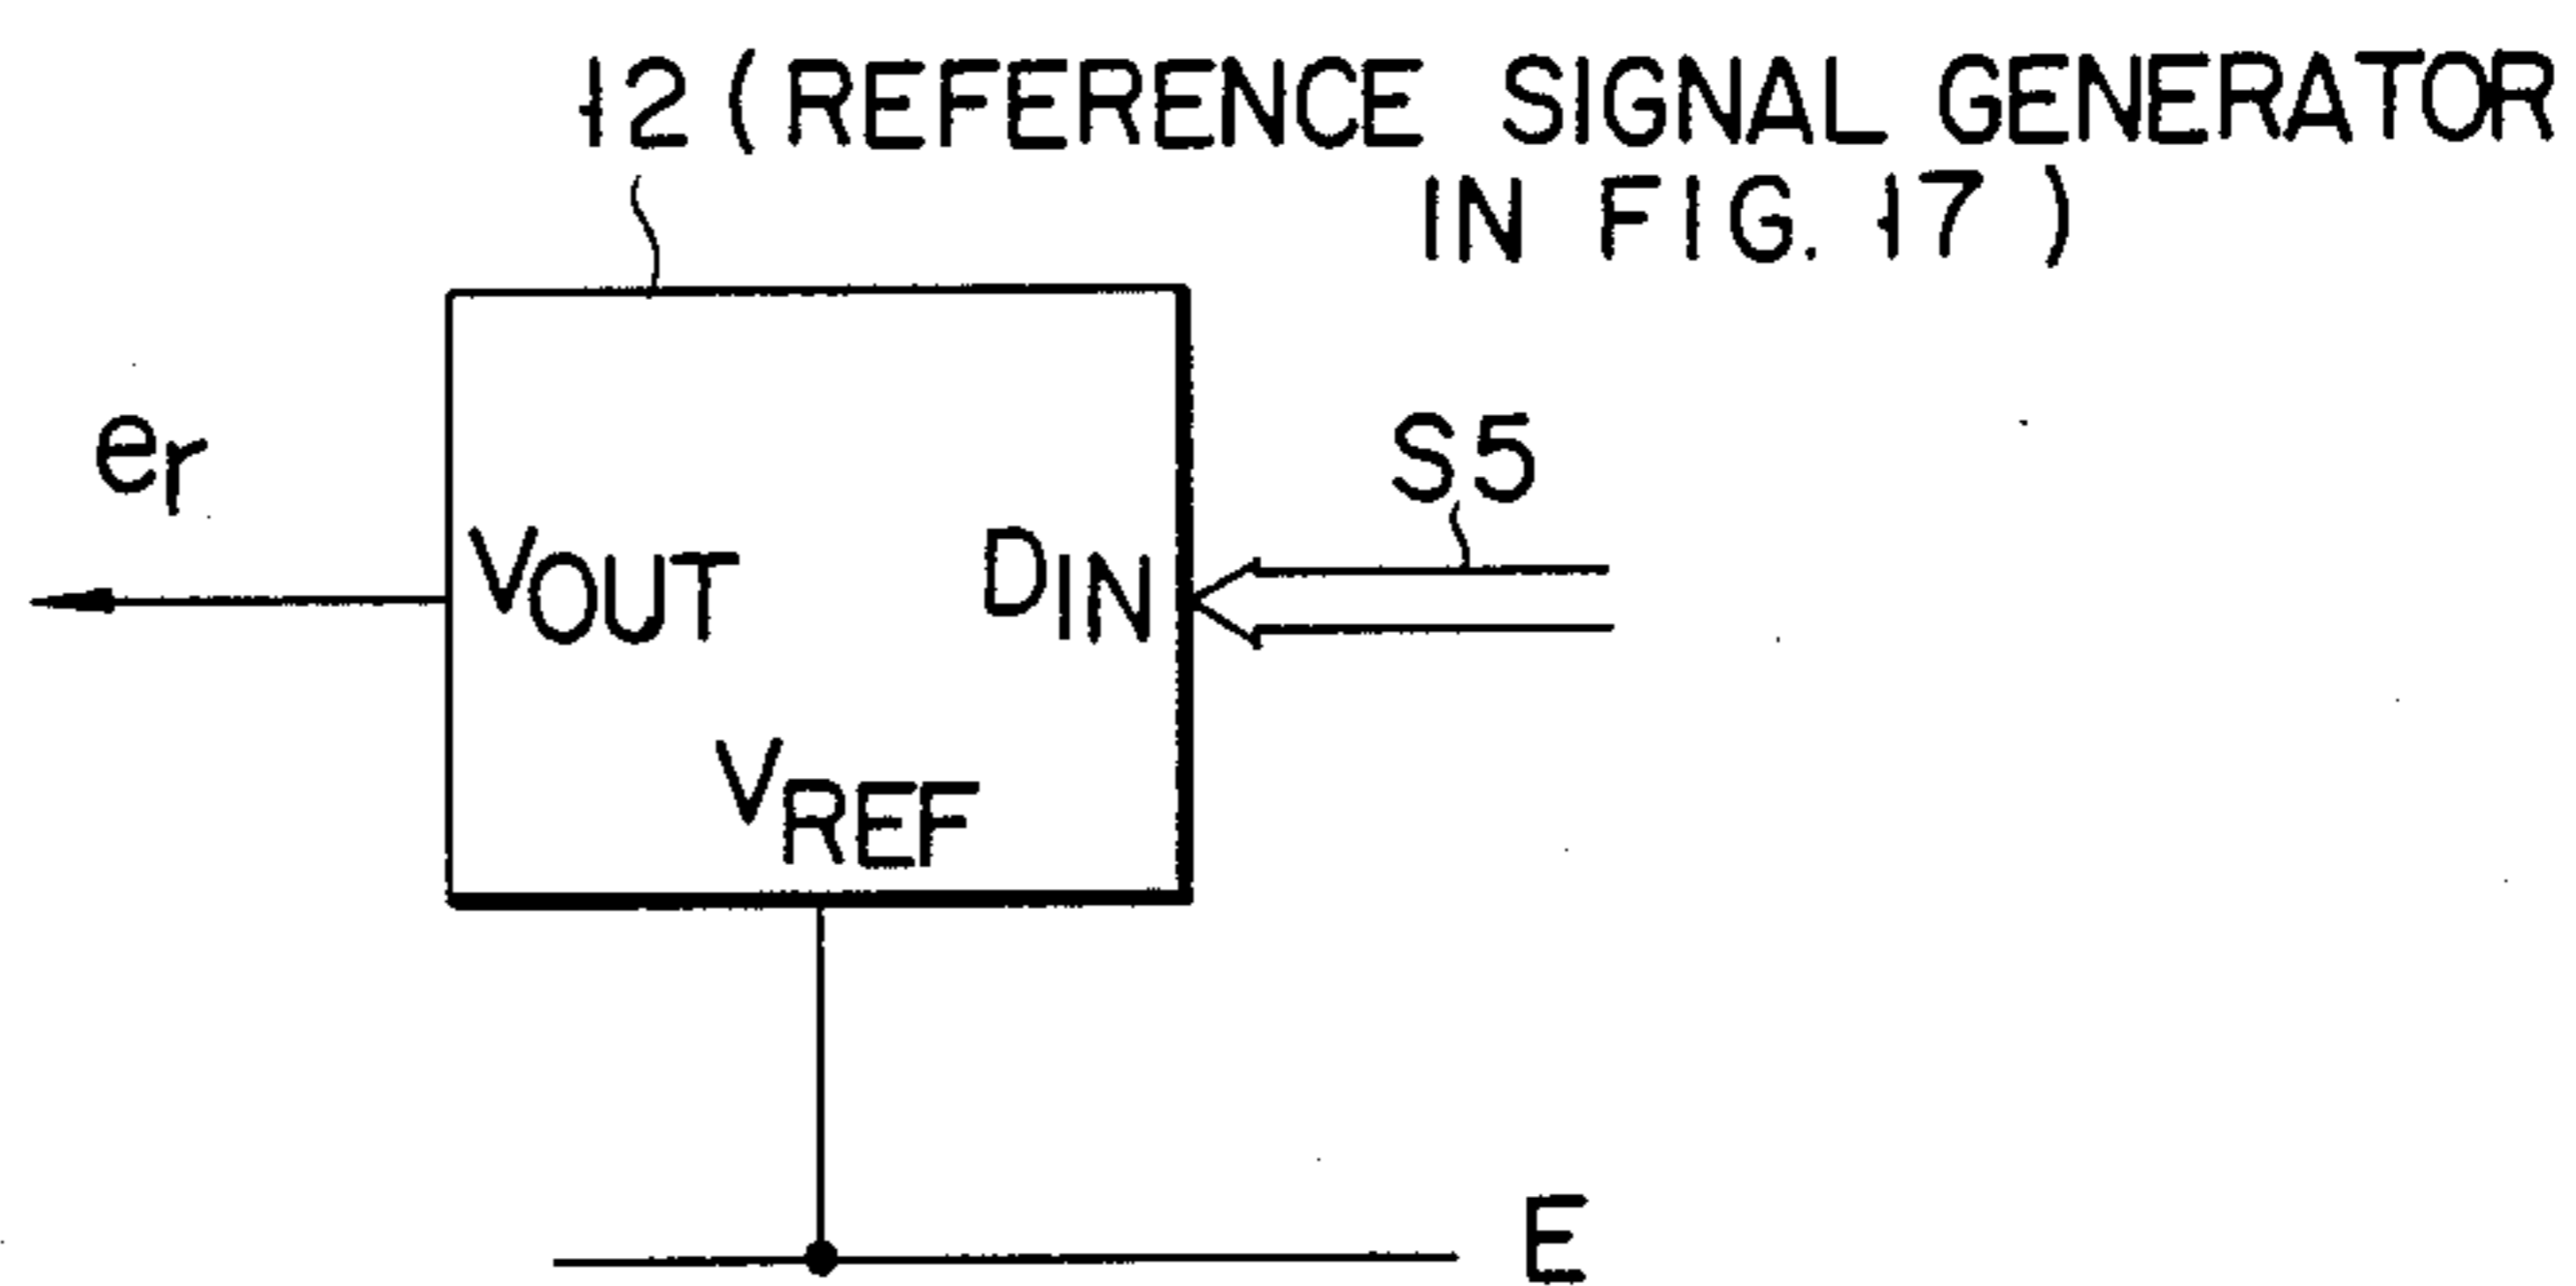 12 (REFERENCE SIGNAL GENERATOR
IN FIG. 17)
er
S5
VOUT
DIN
VREF
E